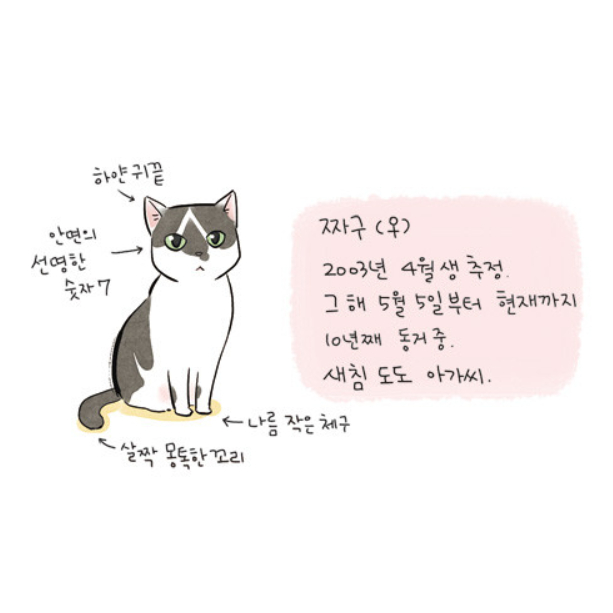 하얀 귀끝
안면의
선명한
숫자 7
나름 작은 체구
살짝 몽톡한 꼬리
짜구 (우)
2003년 4월생 추정.
그 해 5월 5일부터 현재까지
10년째 동거 중.
새침 도도 아가씨.